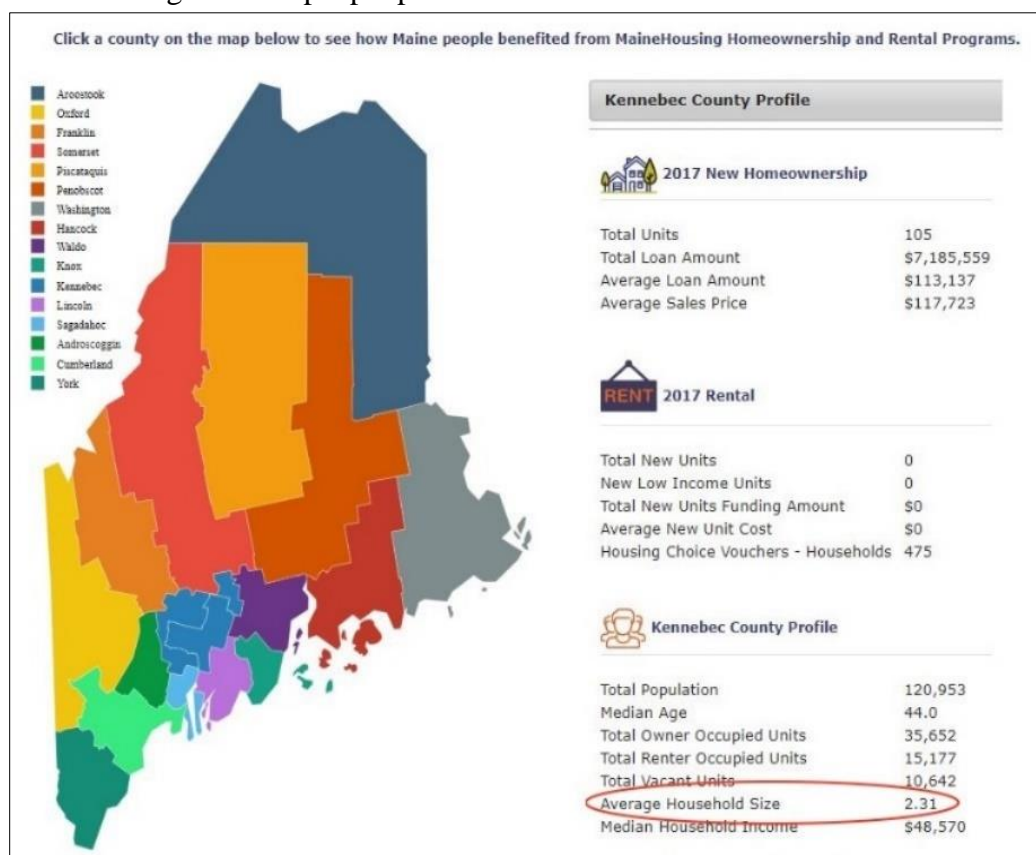 Click a county on the map below to see how Maine people benefited from MaineHousing Homeownership and Rental Programs.
Aroostook
Oxford
Franklin
Somerset
Piscataquis
Penobscot
Washington
Hancock
Waldo
Knox
Kennebec
Lincoln
Sagadahoc
Androscoggin
Cumberland
York
Kennebec County Profile
2017 New Homeownership
Total Units 105
Total Loan Amount $7,185,559
Average Loan Amount $113,137
Average Sales Price $117,723
RENT 2017 Rental
Total New Units 0
New Low Income Units 0
Total New Units Funding Amount $0
Average New Unit Cost $0
Housing Choice Vouchers - Households 475
Kennebec County Profile
Total Population 120,953
Median Age 44.0
Total Owner Occupied Units 35,652
Total Renter Occupied Units 15,177
Total Vacant Units 10,642
Average Household Size 2.31
Median Household Income $48,570